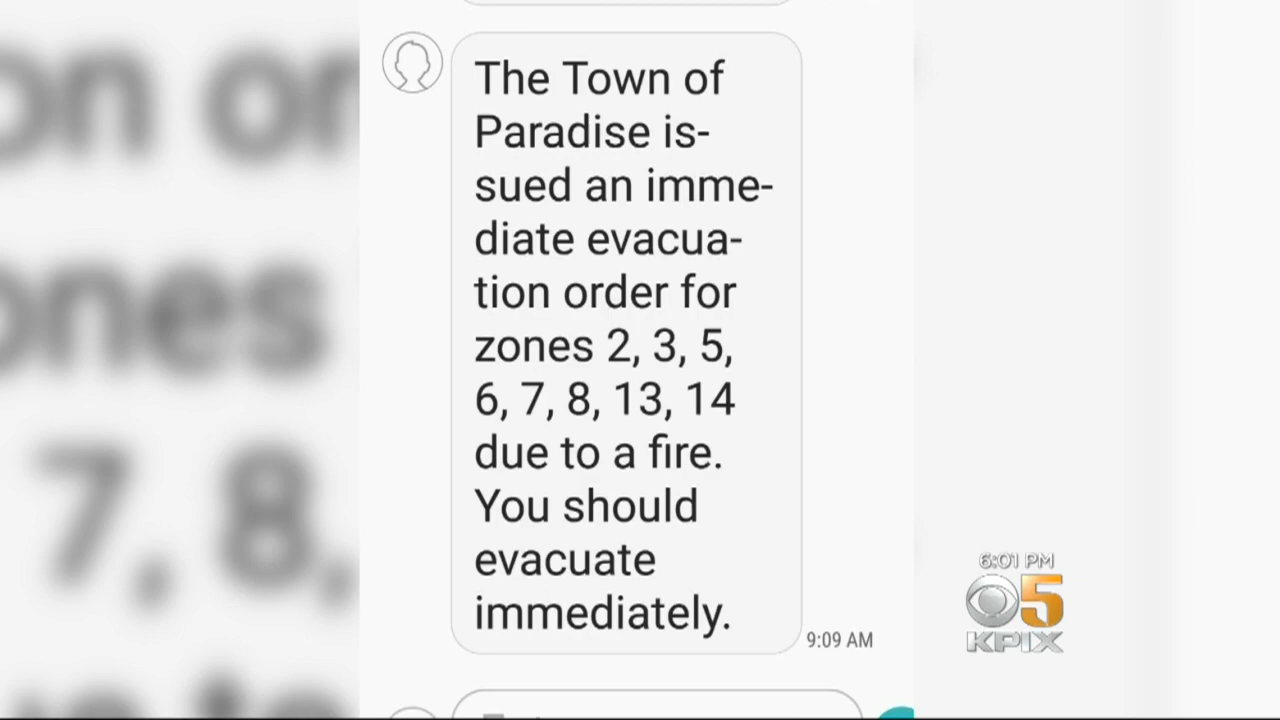 The Town of
Paradise is-
sued an imme-
diate evacua-
tion order for
zones 2, 3, 5,
6, 7, 8, 13, 14
due to a fire.
You should
evacuate
immediately.
9:09 AM
6:01 PM
5
KPIX